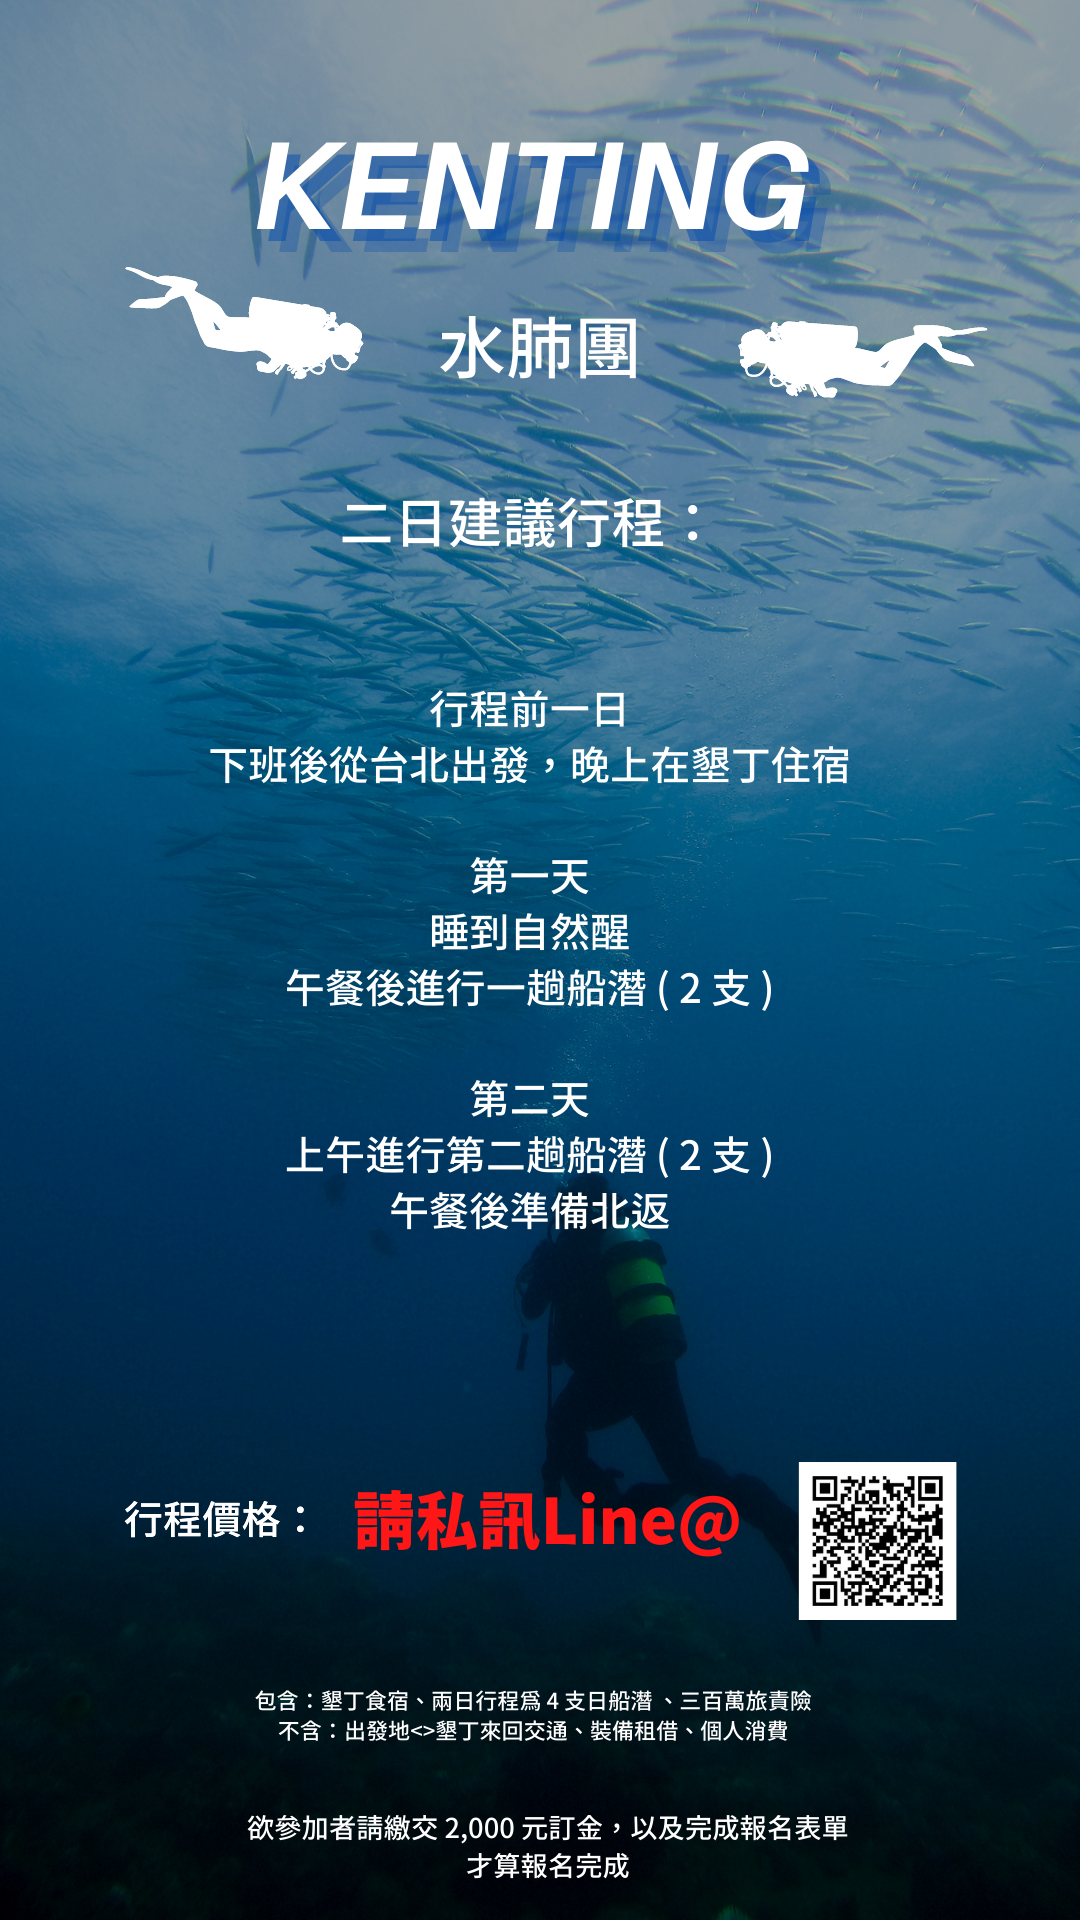 KENTING
水肺團
二日建議行程：
行程前一日
下班後從台北出發，晚上在墾丁住宿
第一天
睡到自然醒
午餐後進行一趟船潛 ( 2 支 )
第二天
上午進行第二趟船潛 ( 2 支 )
午餐後準備北返
行程價格： 請私訊Line@
包含：墾丁食宿、兩日行程爲 4 支日船潛 、三百萬旅責險
不含：出發地<>墾丁來回交通、裝備租借、個人消費
欲參加者請繳交 2,000 元訂金，以及完成報名表單
才算報名完成